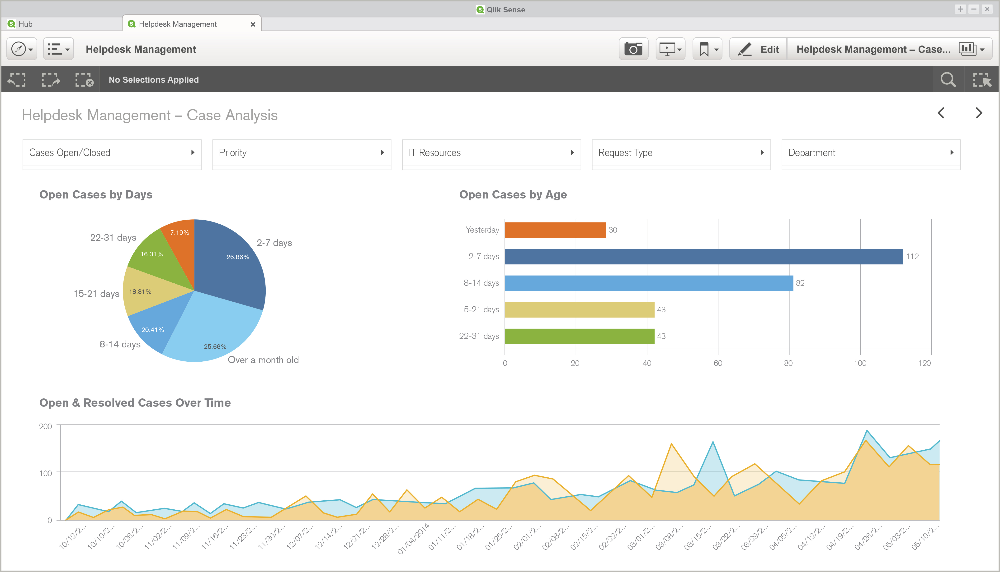 Qlik Sense
Hub
Helpdesk Management
Helpdesk Management
Edit
Helpdesk Management – Case...
No Selections Applied
Helpdesk Management – Case Analysis
Cases Open/Closed
Priority
IT Resources
Request Type
Department
Open Cases by Days
7.19%
22-31 days
16.31%
2-7 days
26.86%
15-21 days
18.31%
20.41%
8-14 days
25.66%
Over a month old
Open Cases by Age
Yesterday 30
2-7 days 112
8-14 days 82
5-21 days 43
22-31 days 43
0 20 40 60 80 100 120
Open & Resolved Cases Over Time
200
100
0
10/12/2...
10/10/2...
10/26/2...
11/02/2...
11/09/2...
11/16/2...
11/23/2...
11/30/2...
12/07/2...
12/14/2...
12/21/2...
12/28/2...
01/04/2014
01/11/2...
01/18/2...
01/25/2...
02/01/2...
02/08/2...
02/15/2...
02/22/2...
03/01/2...
03/08/2...
03/15/2...
03/22/2...
03/29/2...
04/05/2...
04/12/2...
04/19/2...
04/26/2...
05/03/2...
05/10/2...